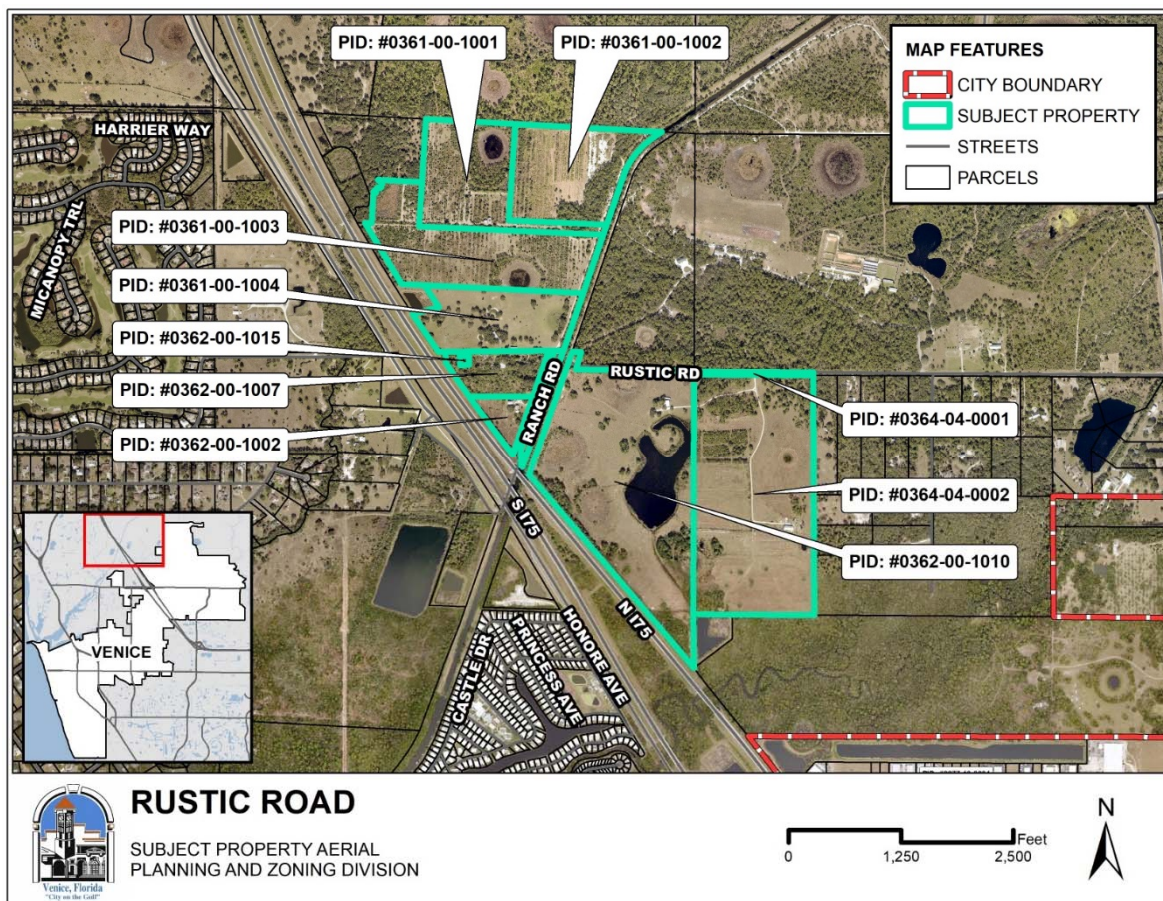 PID: #0361-00-1001
PID: #0361-00-1002
MAP FEATURES
CITY BOUNDARY
SUBJECT PROPERTY
STREETS
PARCELS
HARRIER WAY
MICANOPY TRL
PID: #0361-00-1003
PID: #0361-00-1004
PID: #0362-00-1015
PID: #0362-00-1007
PID: #0362-00-1002
RANCH RD
RUSTIC RD
PID: #0364-04-0001
PID: #0364-04-0002
PID: #0362-00-1010
S I75
N I75
HONORE AVE
PRINCESS AVE
CASTLE DR
VENICE
RUSTIC ROAD
SUBJECT PROPERTY AERIAL
PLANNING AND ZONING DIVISION
Venice, Florida
"City on the Gulf"
N
Feet
0 1,250 2,500